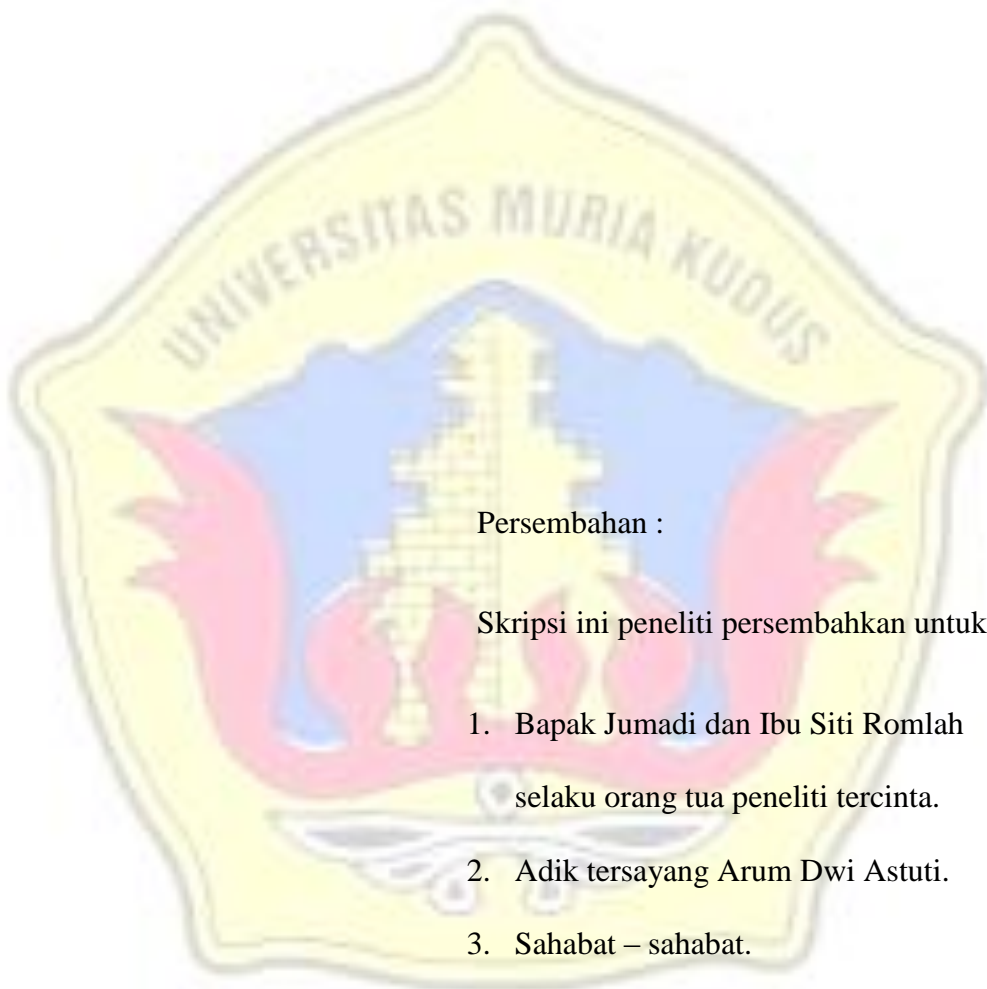 UNIVERSITAS MURIA KUDUS
Persembahan :
Skripsi ini peneliti persembahkan untuk
1. Bapak Jumadi dan Ibu Siti Romlah
selaku orang tua peneliti tercinta.
2. Adik tersayang Arum Dwi Astuti.
3. Sahabat – sahabat.